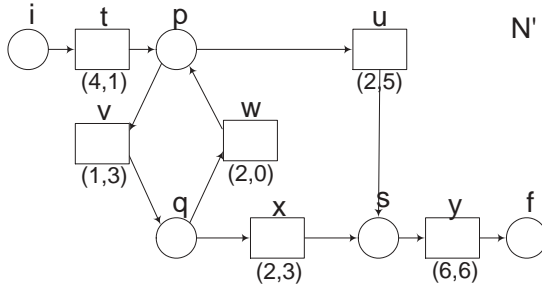 i t p u N'
(4,1) (2,5)
v w
(1,3) (2,0)
q x s y f
(2,3) (6,6)